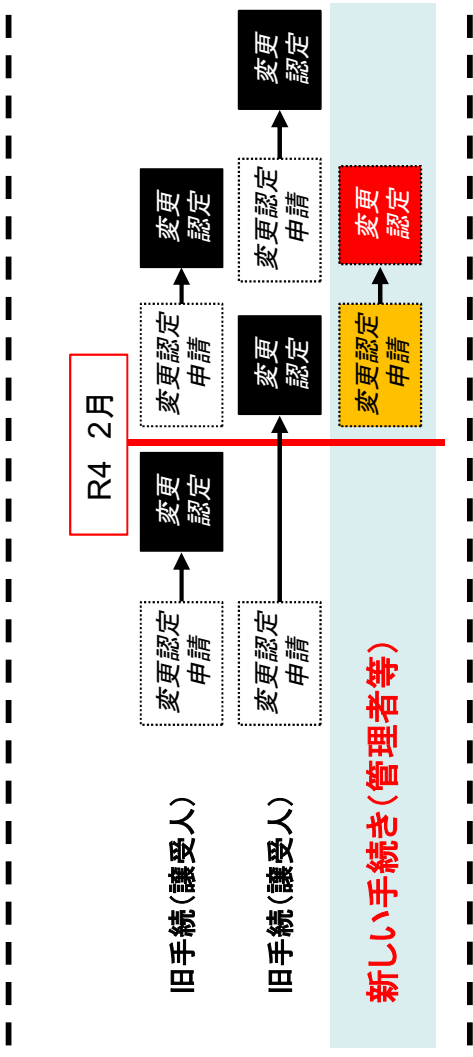 R4 2月
旧手続(譲受人)
変更認定
申請
変更
認定
変更認定
申請
変更
認定
旧手続(譲受人)
変更認定
申請
変更
認定
変更認定
申請
変更
認定
新しい手続き(管理者等)
変更認定
申請
変更
認定